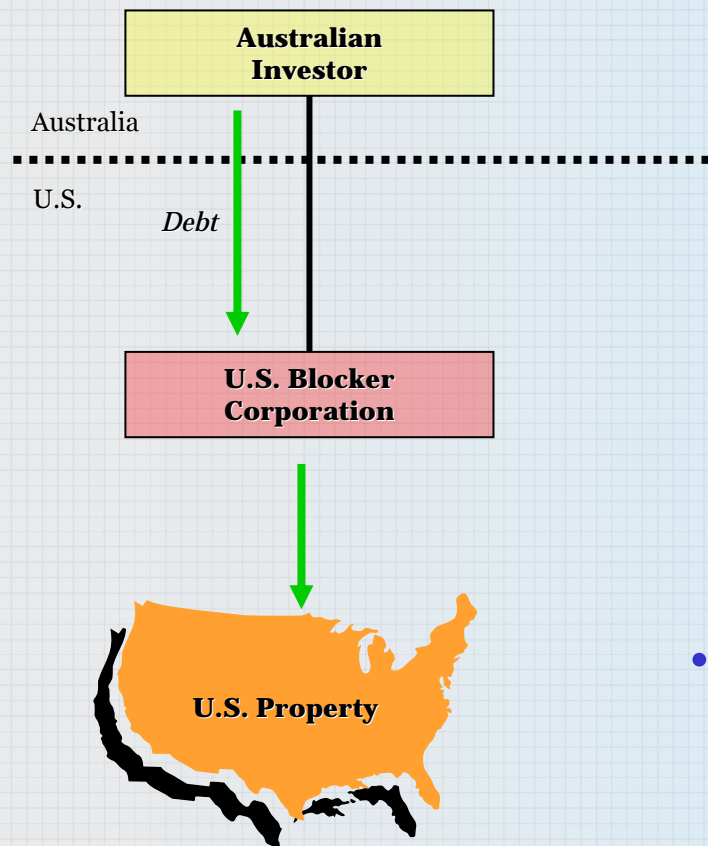 Australian
Investor
Australia
U.S.
Debt
U.S. Blocker
Corporation
U.S. Property